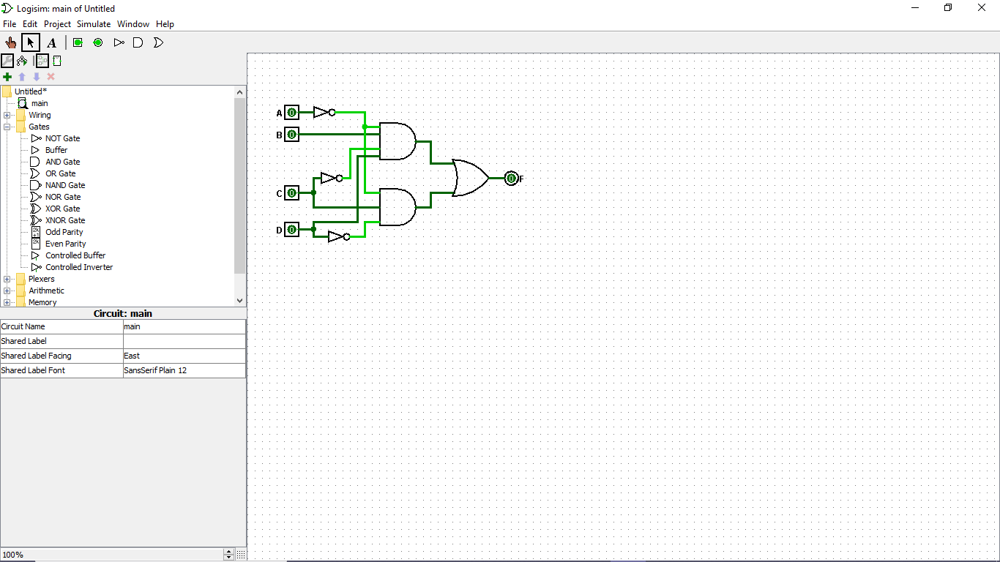 Logisim: main of Untitled
File Edit Project Simulate Window Help
A
Untitled*
main
Wiring
Gates
NOT Gate
Buffer
AND Gate
OR Gate
NAND Gate
NOR Gate
XOR Gate
XNOR Gate
Odd Parity
Even Parity
Controlled Buffer
Controlled Inverter
Plexers
Arithmetic
Memory
Circuit: main
Circuit Name main
Shared Label
Shared Label Facing East
Shared Label Font SansSerif Plain 12
100%
A 0
B 0
C 0
D 0
0 F